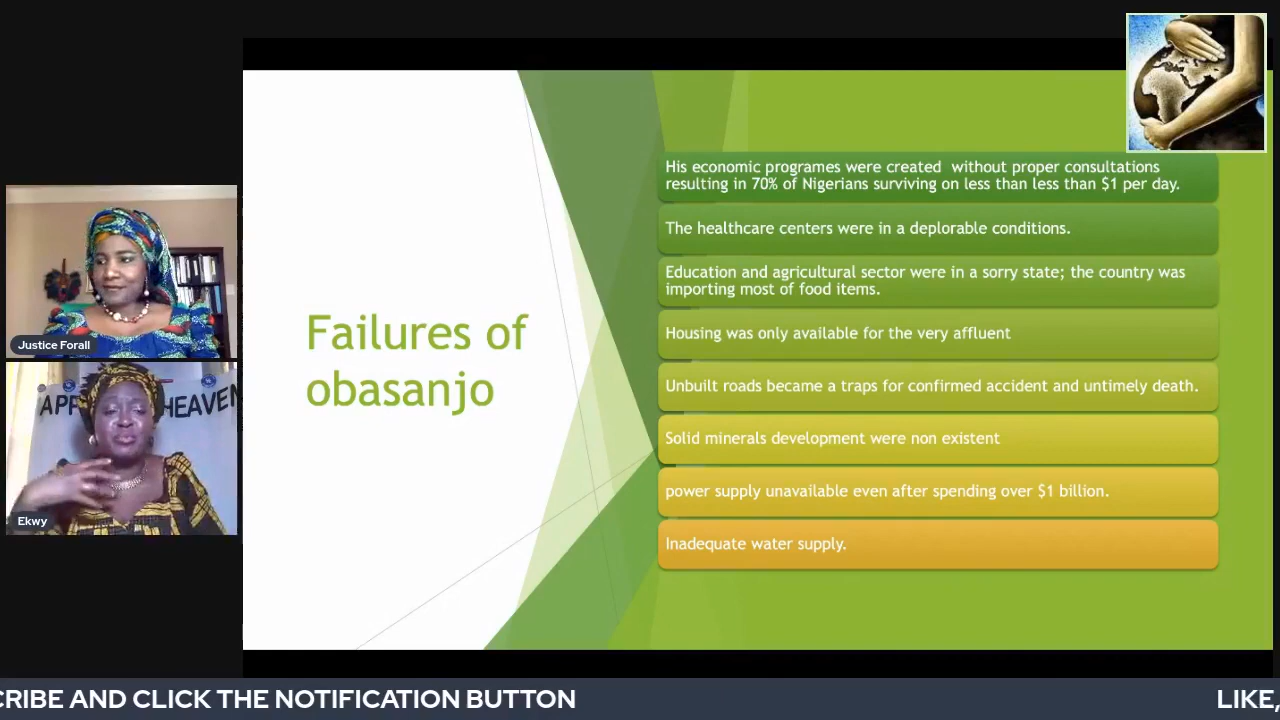 Failures of
obasanjo
His economic programes were created  without proper consultations
resulting in 70% of Nigerians surviving on less than less than $1 per day.
The healthcare centers were in a deplorable conditions.
Education and agricultural sector were in a sorry state; the country was
importing most of food items.
Housing was only available for the very affluent
Unbuilt roads became a traps for confirmed accident and untimely death.
Solid minerals development were non existent
power supply unavailable even after spending over $1 billion.
Inadequate water supply.
Justice Forall
HEAVEN
Ekwy
CRIBE AND CLICK THE NOTIFICATION BUTTON
LIKE,